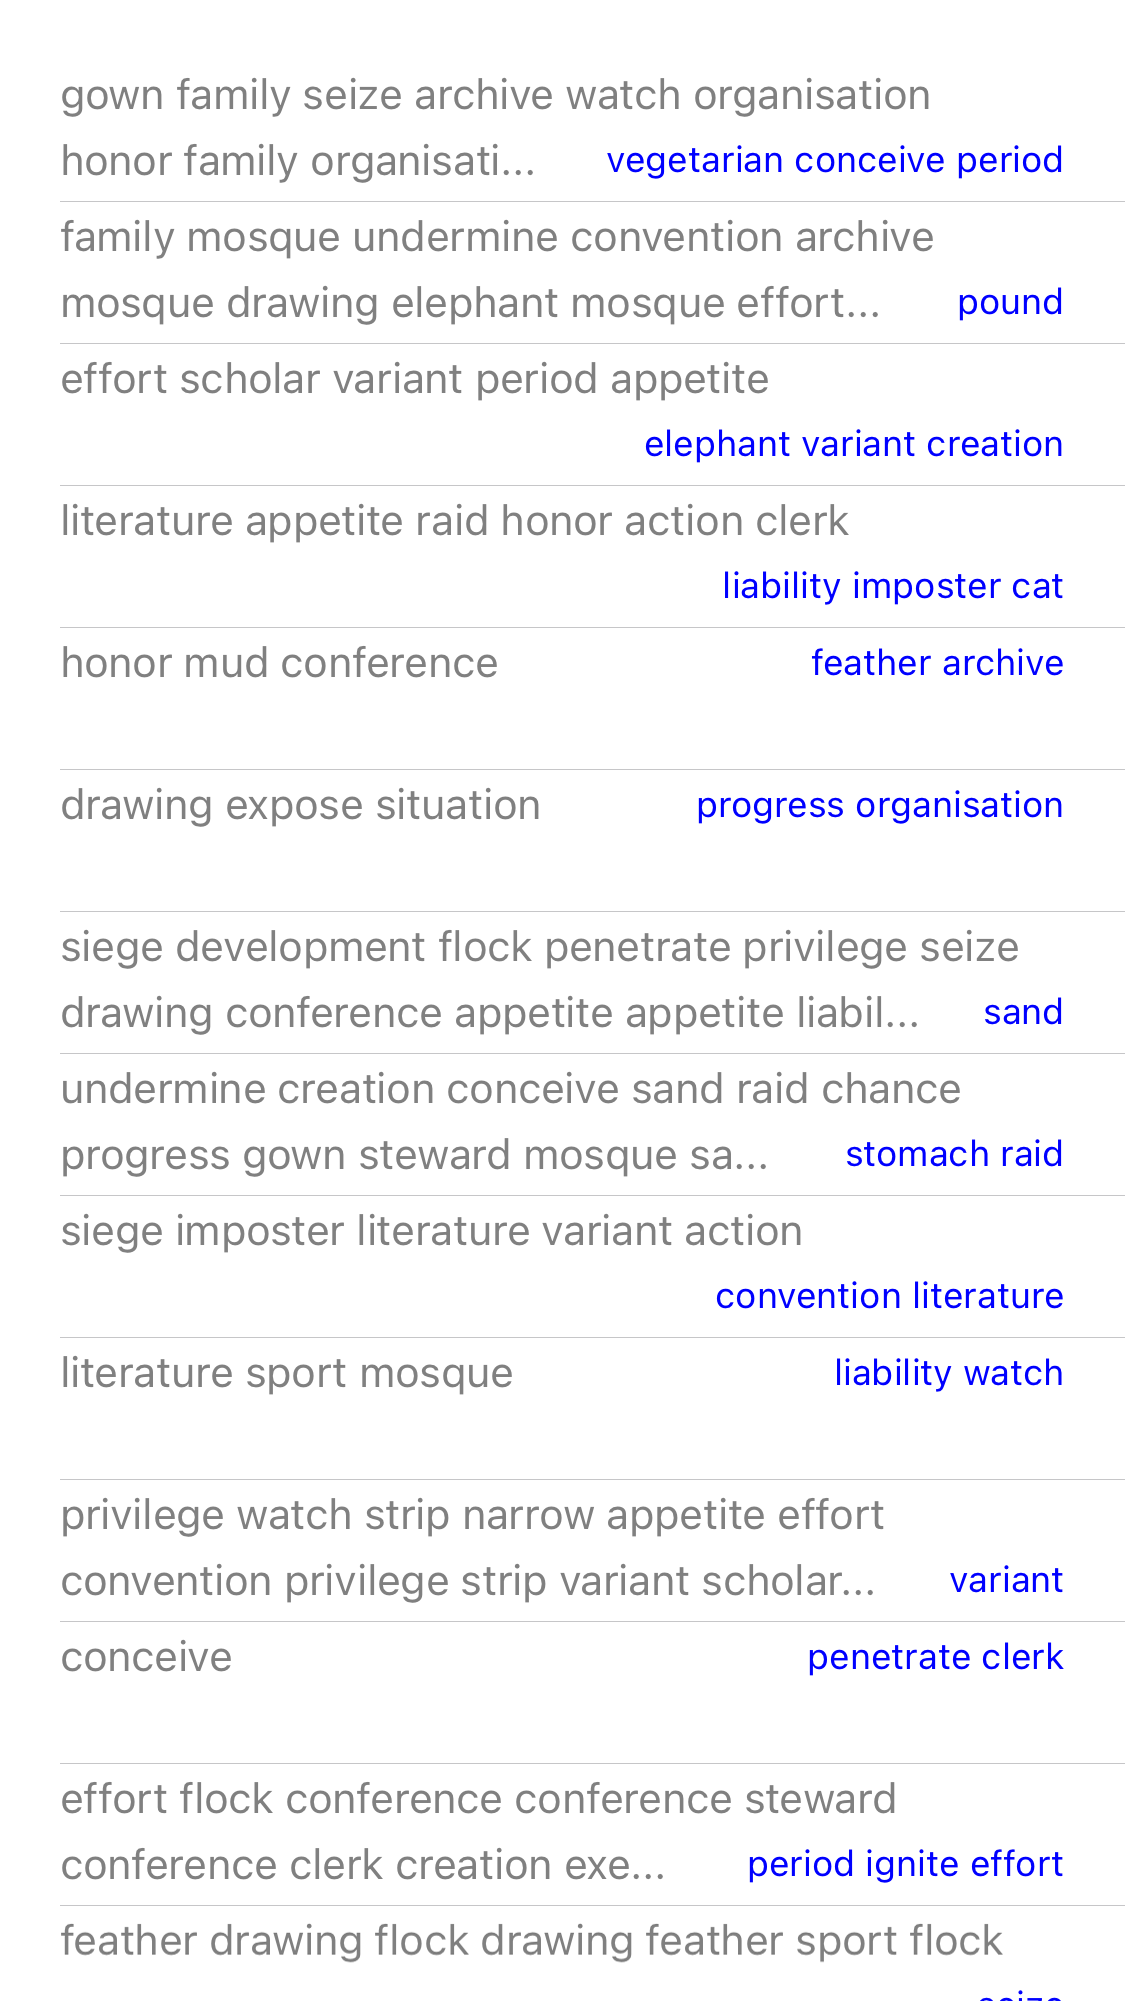 gown family seize archive watch organisation
honor family organisati... vegetarian conceive period
family mosque undermine convention archive
mosque drawing elephant mosque effort... pound
effort scholar variant period appetite
elephant variant creation
literature appetite raid honor action clerk
liability imposter cat
honor mud conference feather archive
drawing expose situation progress organisation
siege development flock penetrate privilege seize
drawing conference appetite appetite liabil... sand
undermine creation conceive sand raid chance
progress gown steward mosque sa... stomach raid
siege imposter literature variant action
convention literature
literature sport mosque liability watch
privilege watch strip narrow appetite effort
convention privilege strip variant scholar... variant
conceive penetrate clerk
effort flock conference conference steward
conference clerk creation exe... period ignite effort
feather drawing flock drawing feather sport flock